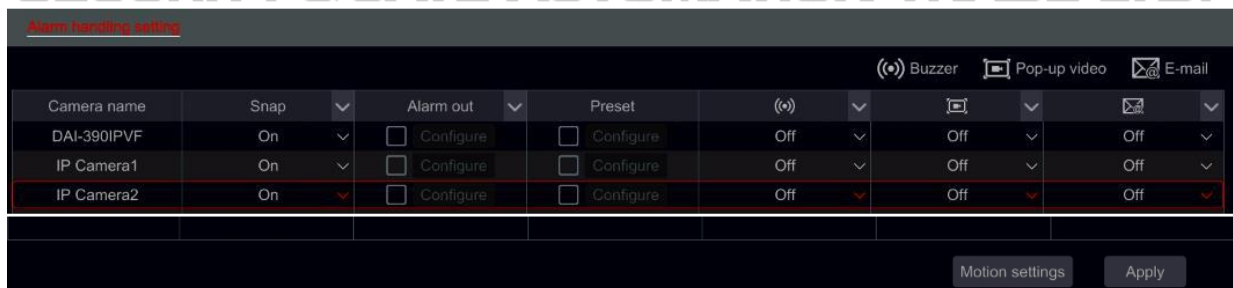 Alarm handling setting
Buzzer Pop-up video E-mail
Camera name Snap Alarm out Preset
DAI-390IPVF On Configure Configure Off Off Off
IP Camera1 On Configure Configure Off Off Off
IP Camera2 On Configure Configure Off Off Off
Motion settings Apply